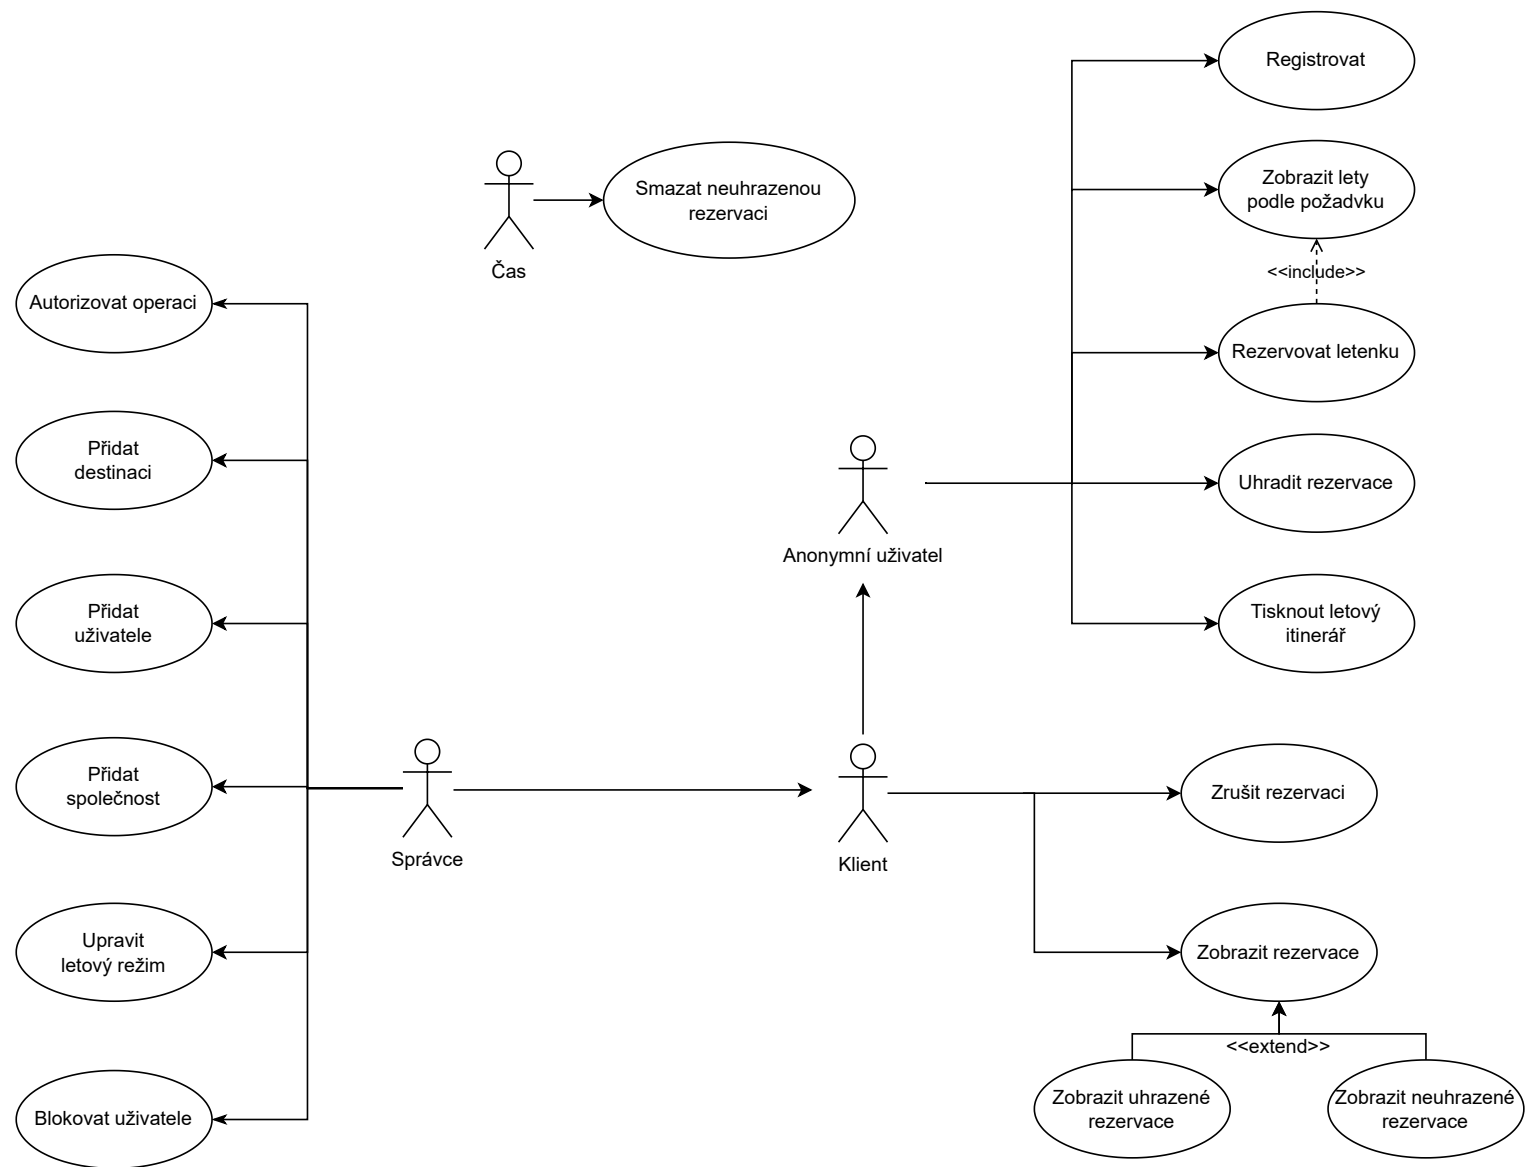 Registrovat
Zobrazit lety
podle požadvku
<<include>>
Rezervovat letenku
Uhradit rezervace
Tisknout letový
itinerář
Smazat neuhrazenou
rezervaci
Čas
Anonymní uživatel
Autorizovat operaci
Přidat
destinaci
Přidat
uživatele
Přidat
společnost
Upravit
letový režim
Blokovat uživatele
Správce
Klient
Zrušit rezervaci
Zobrazit rezervace
<<extend>>
Zobrazit uhrazené
rezervace
Zobrazit neuhrazené
rezervace